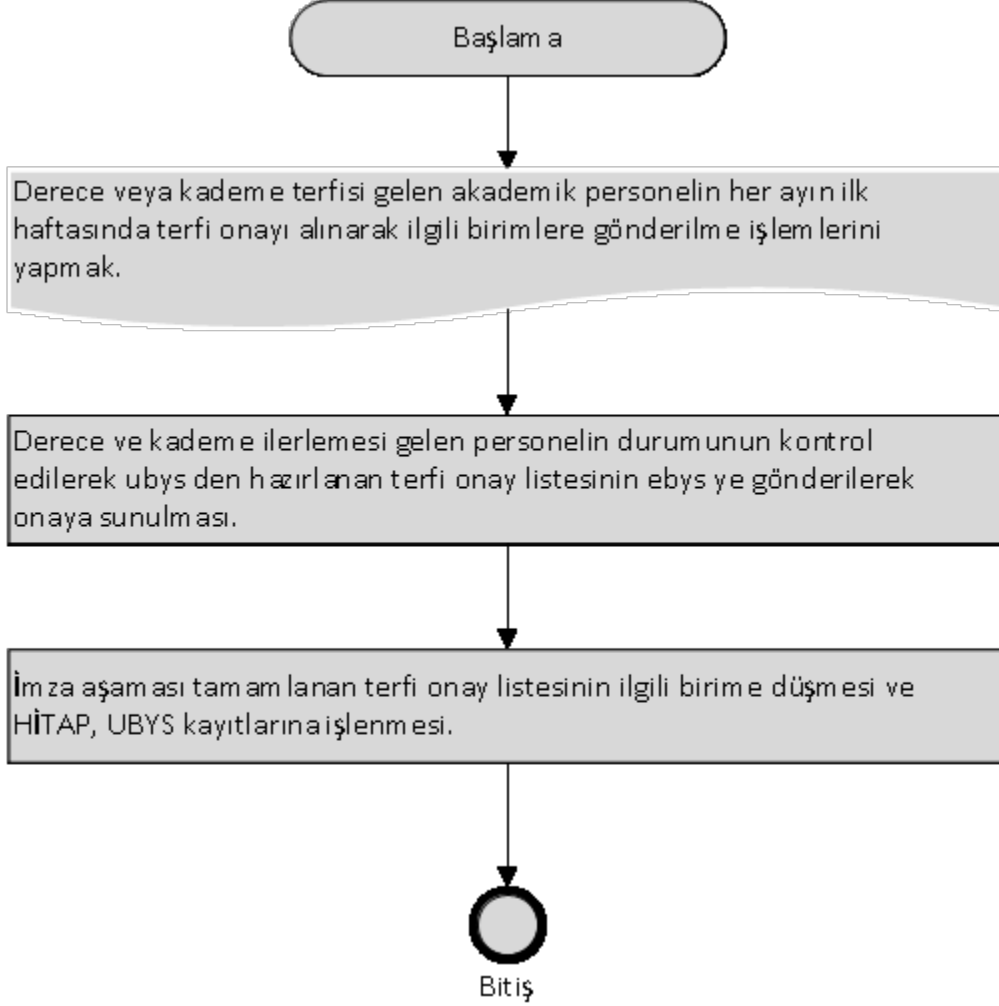 Başlama
Derece veya kademe terfisi gelen akademik personelin her ayın ilk
haftasında terfi onayı alınarak ilgili birimlere gönderilme işlemlerini
yapmak.
Derece ve kademe ilerlemesi gelen personelin durumunun kontrol
edilerek ubys den hazırlanan terfi onay listesinin ebys ye gönderilerek
onaya sunulması.
İmza aşaması tamamlanan terfi onay listesinin ilgili birime düşmesi ve
HİTAP, UBYS kayıtlarına işlenmesi.
Bitiş